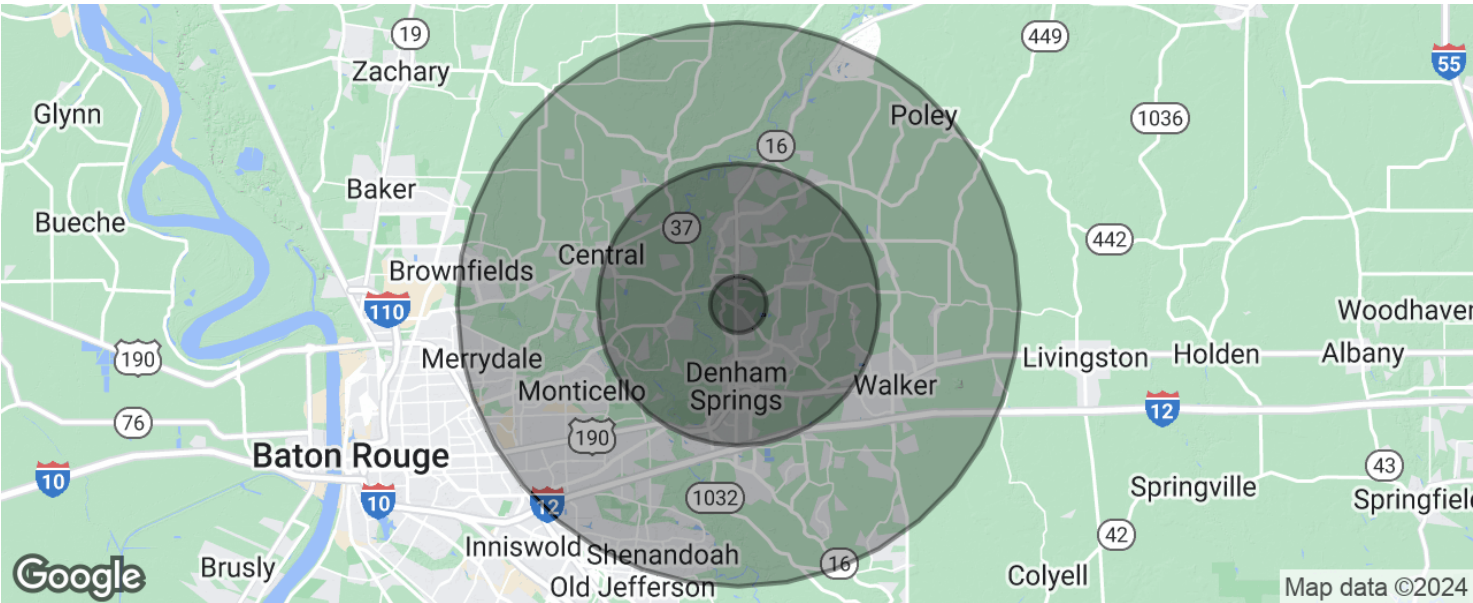 19
449
55
Zachary
Glynn
Poley
1036
16
Baker
Bueche
37
442
Central
Brownfields
110
Woodhaven
190
Merrydale
Livingston
Holden
Albany
Monticello
Denham
Springs
Walker
76
12
190
Baton Rouge
10
43
10
12
1032
Springville
Springfiel
42
Inniswold
Shenandoah
16
Brusly
Colyell
Old Jefferson
Google
Map data ©2024